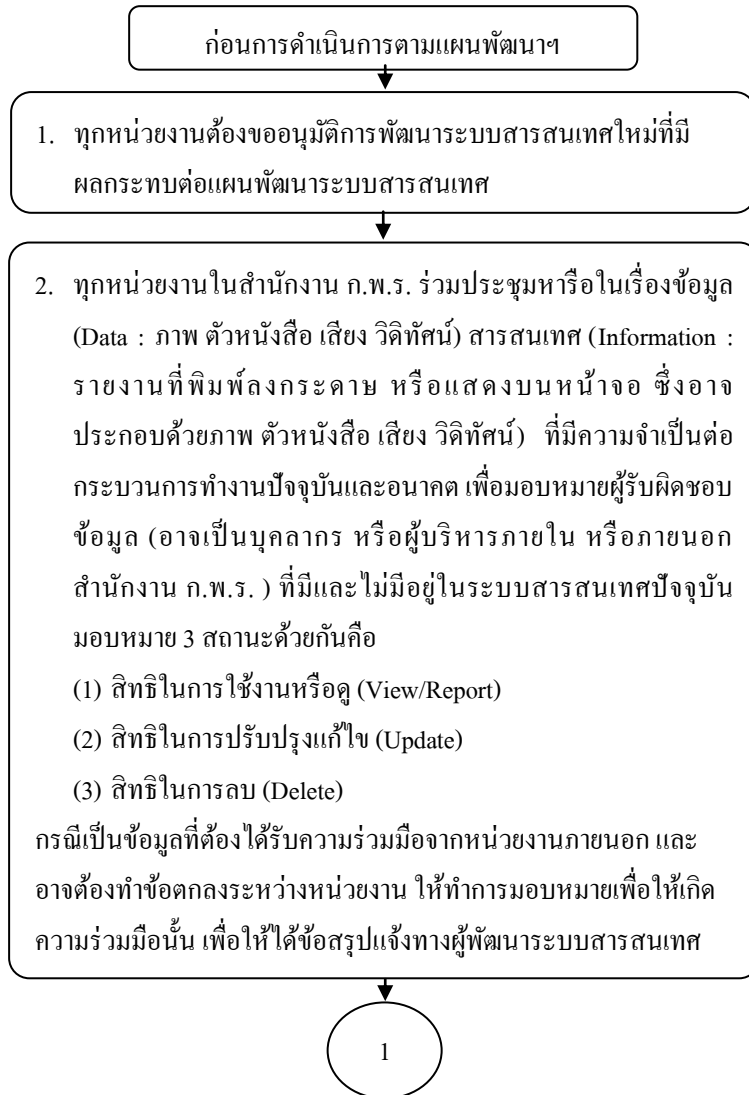 ก่อนการดำเนินการตามแผนพัฒนาฯ
1. ทุกหน่วยงานต้องขออนุมัติการพัฒนาระบบสารสนเทศใหม่ที่มี
ผลกระทบต่อแผนพัฒนาระบบสารสนเทศ
2. ทุกหน่วยงานในสำนักงาน ก.พ.ร. ร่วมประชุมหารือในเรื่องข้อมูล
(Data : ภาพ ตัวหนังสือ เสียง วิดิทัศน์) สารสนเทศ (Information :
รายงานที่พิมพ์ลงกระดาษ หรือแสดงบนหน้าจอ ซึ่งอาจ
ประกอบด้วยภาพ ตัวหนังสือ เสียง วิดิทัศน์) ที่มีความจำเป็นต่อ
กระบวนการทำงานปัจจุบันและอนาคต เพื่อมอบหมายผู้รับผิดชอบ
ข้อมูล (อาจเป็นบุคลากร หรือผู้บริหารภายใน หรือภายนอก
สำนักงาน ก.พ.ร. ) ที่มีและไม่มีอยู่ในระบบสารสนเทศปัจจุบัน
มอบหมาย 3 สถานะด้วยกันคือ
(1) สิทธิในการใช้งานหรือดู (View/Report)
(2) สิทธิในการปรับปรุงแก้ไข (Update)
(3) สิทธิในการลบ (Delete)
กรณีเป็นข้อมูลที่ต้องได้รับความร่วมมือจากหน่วยงานภายนอก และ
อาจต้องทำข้อตกลงระหว่างหน่วยงาน ให้ทำการมอบหมายเพื่อให้เกิด
ความร่วมมือนั้น เพื่อให้ได้ข้อสรุปแจ้งทางผู้พัฒนาระบบสารสนเทศ
1